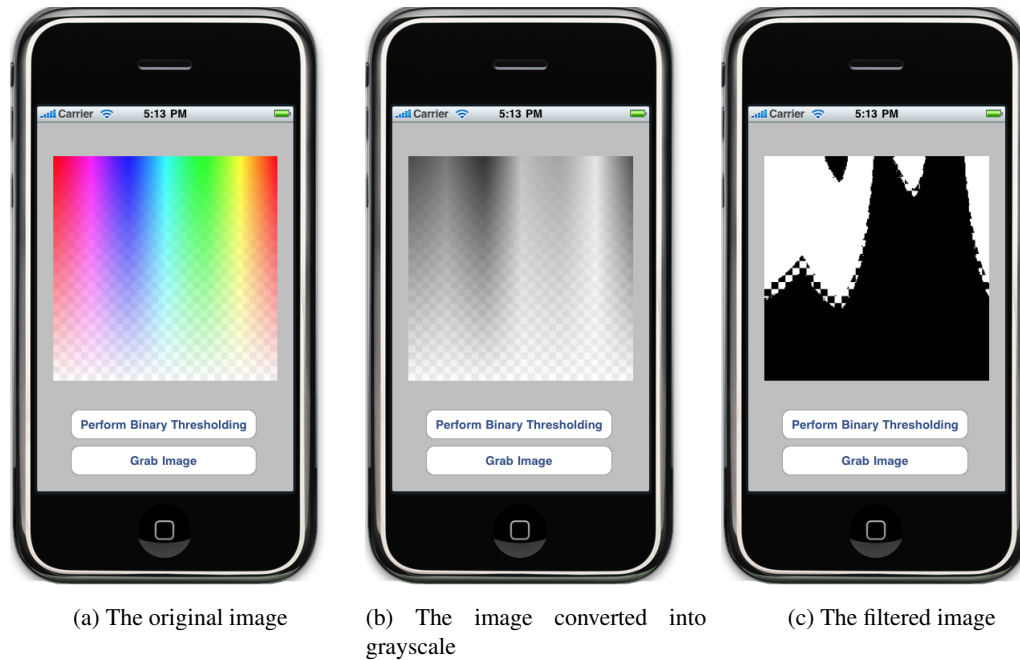 Carrier 5:13 PM
Perform Binary Thresholding
Grab Image
(a) The original image
Carrier 5:13 PM
Perform Binary Thresholding
Grab Image
(b) The image converted into
grayscale
Carrier 5:13 PM
Perform Binary Thresholding
Grab Image
(c) The filtered image